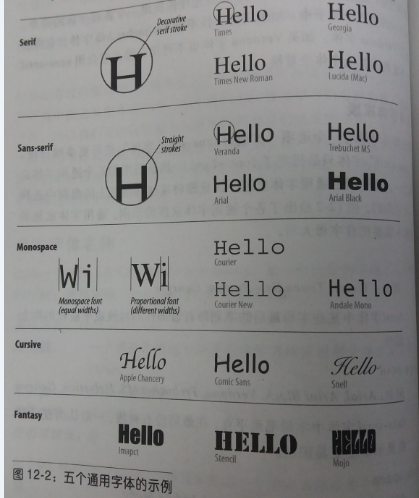 Serif
Decorative
serif stroke
H
Hello
Times
Hello
Georgia
Hello
Times New Roman
Hello
Lucida (Mac)
Sans-serif
Straight
strokes
H
Hello
Veranda
Hello
Trebuchet MS
Hello
Arial
Hello
Arial Black
Monospace
Wi
Monospace font
(equal widths)
Wi
Proportional font
(different widths)
Hello
Courier
Hello
Courier New
Hello
Andale Mono
Cursive
Hello
Apple Chancery
Hello
Comic Sans
Hello
Snell
Fantasy
Hello
Imapct
HELLO
Stencil
HELLO
Mojo
图 12-2：五个通用字体的示例